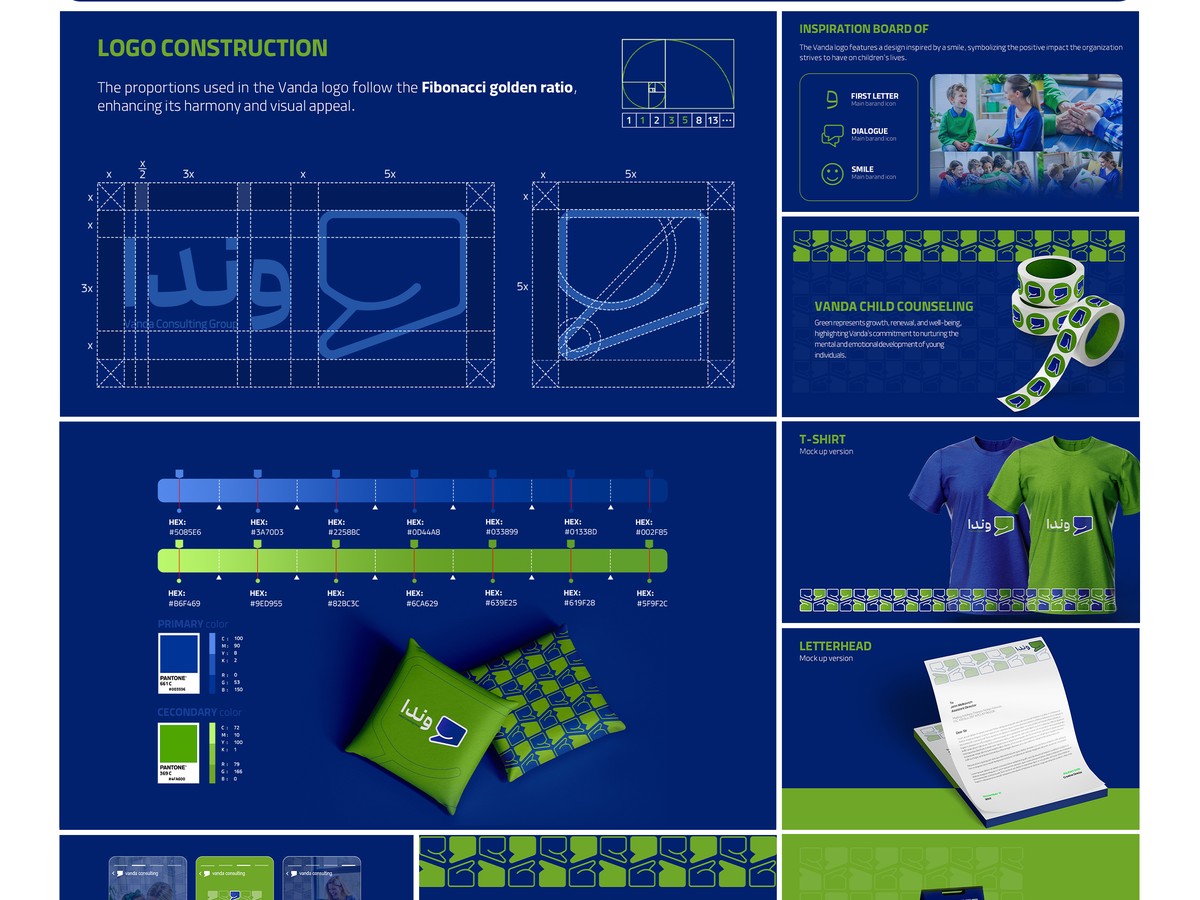 LOGO CONSTRUCTION
The proportions used in the Vanda logo follow the Fibonacci golden ratio,
enhancing its harmony and visual appeal.
1 1 2 3 5 8 13 ...
x
x
2
3x
x
5x
x
x
3x
x
وندا
Vanda Consulting Group
x
5x
x
5x
INSPIRATION BOARD OF
The Vanda logo features a design inspired by a smile, symbolizing the positive impact the organization
strives to have on children's lives.
FIRST LETTER
Main barand icon
DIALOGUE
Main barand icon
SMILE
Main barand icon
VANDA CHILD COUNSELING
Green represents growth, renewal, and well-being,
highlighting Vanda's commitment to nurturing the
mental and emotional development of young
individuals.
HEX: HEX: HEX: HEX: HEX: HEX: HEX:
#5085E6 #3A70D3 #2258BC #0D44A8 #033899 #01338D #002F85
HEX: HEX: HEX: HEX: HEX: HEX: HEX:
#B6F469 #9ED955 #82BC3C #6CA629 #639E25 #619F28 #5F9F2C
PRIMARY color
PANTONE
661 C
#003596
C : 100
M : 90
Y : 8
K : 2
R : 0
G : 53
B : 150
CECONDARY color
PANTONE
369 C
#4FA600
C : 72
M : 10
Y : 100
K : 1
R : 79
G : 166
B : 0
وندا
T-SHIRT
Mock up version
وندا
وندا
LETTERHEAD
Mock up version
وندا
vanda consulting
vanda consulting
vanda consulting